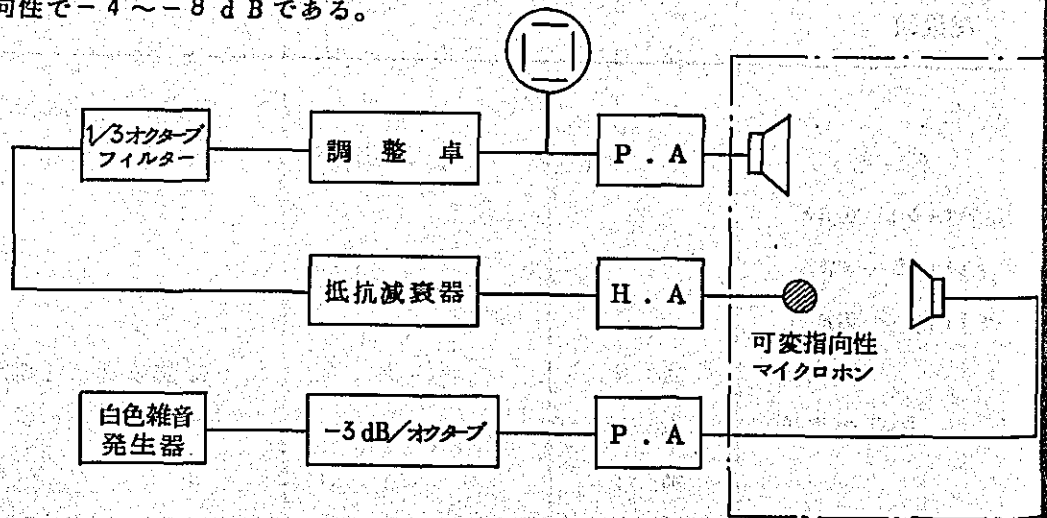 向性で-4~-8dBである。
1/3オクターブ
フィルター
調整卓
P.A
抵抗減衰器
H.A
可変指向性
マイクロホン
白色雑音
発生器
-3dB/オクターブ
P.A